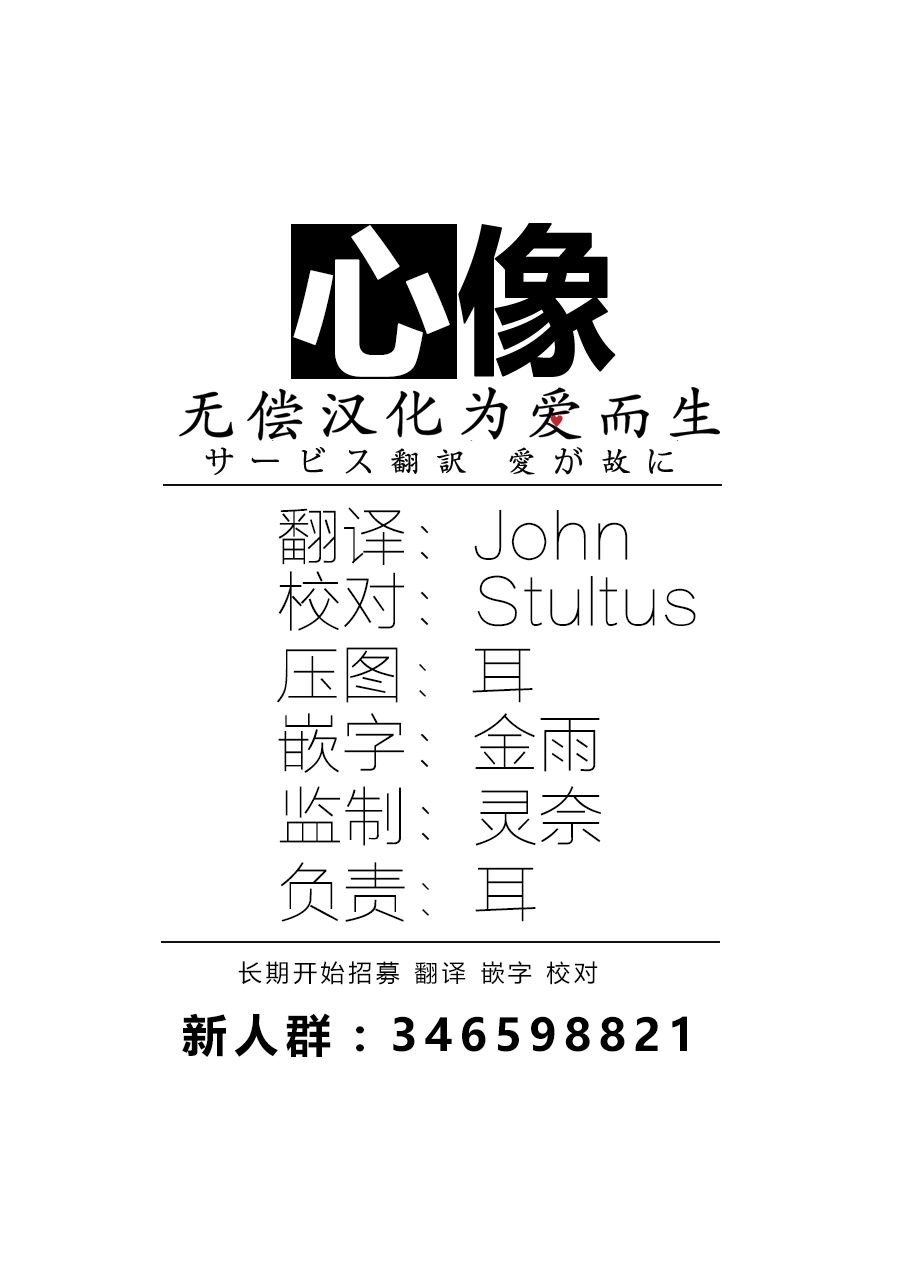 心像
无偿汉化为爱而生
サービス翻訳 愛が故に
翻译：John
校对：Stultus
压图：耳
嵌字：金雨
监制：灵奈
负责：耳
长期开始招募 翻译 嵌字 校对
新人群：346598821